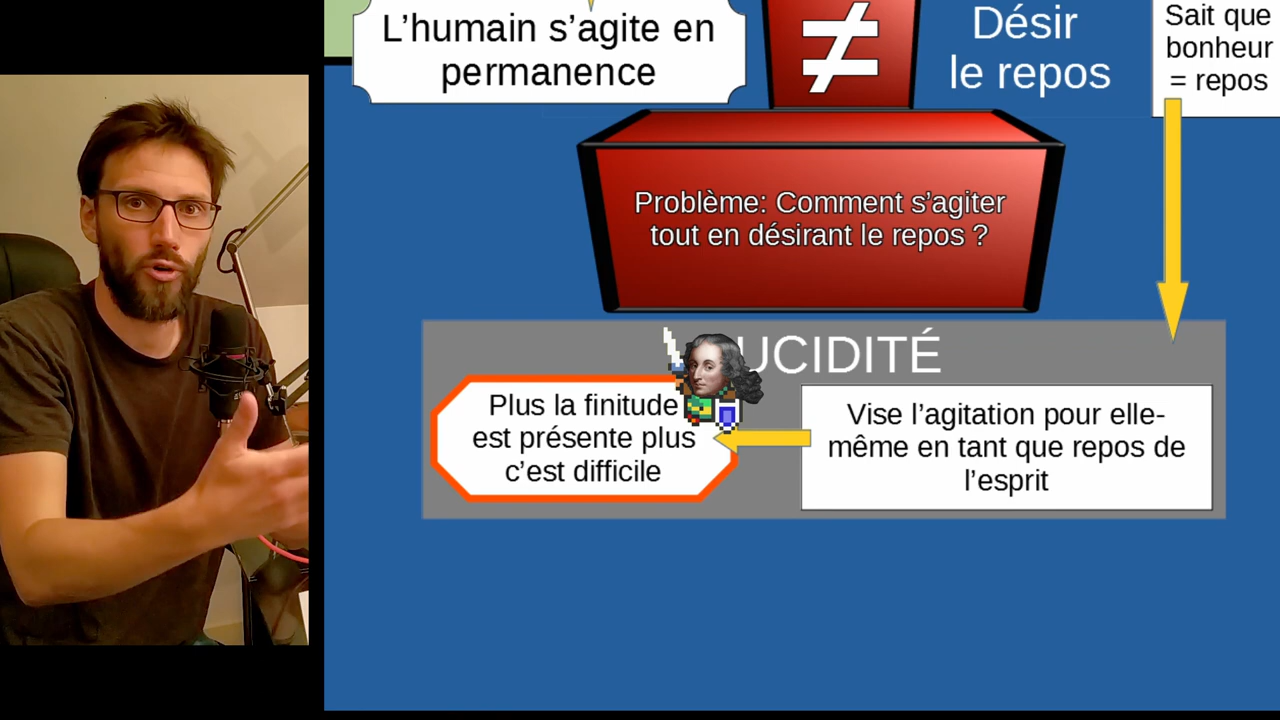 L’humain s’agite en
permanence
≠
Désir
le repos
Sait que
bonheur
= repos
Problème: Comment s’agiter
tout en désirant le repos ?
UCIDITÉ
Plus la finitude
est présente plus
c’est difficile
Vise l’agitation pour elle-
même en tant que repos de
l’esprit